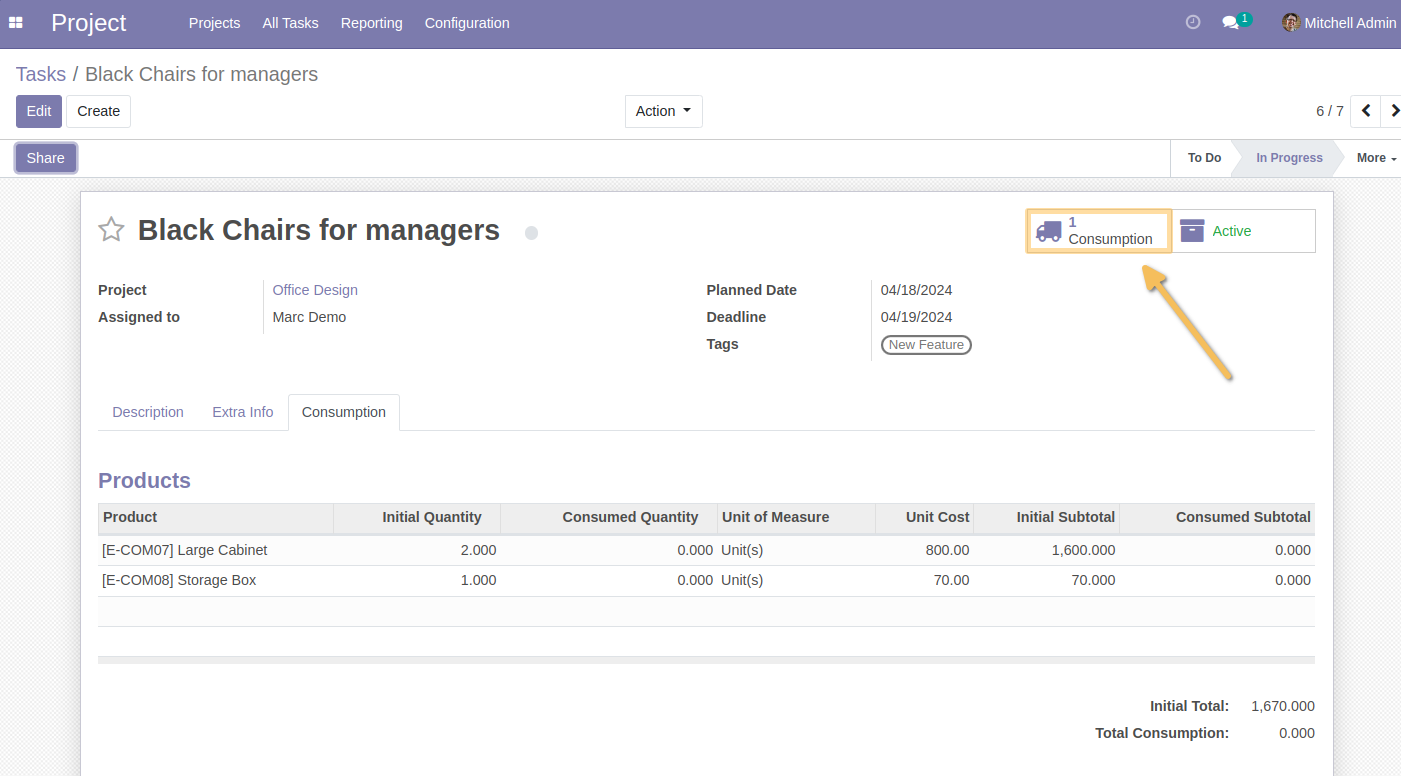 Project Projects All Tasks Reporting Configuration 1 Mitchell Admin
Tasks / Black Chairs for managers
Edit Create Action 6 / 7
Share To Do In Progress More
Black Chairs for managers 1 Consumption Active
Project Office Design Planned Date 04/18/2024
Assigned to Marc Demo Deadline 04/19/2024
Tags New Feature
Description Extra Info Consumption
Products
Product Initial Quantity Consumed Quantity Unit of Measure Unit Cost Initial Subtotal Consumed Subtotal
[E-COM07] Large Cabinet 2.000 0.000 Unit(s) 800.00 1,600.000 0.000
[E-COM08] Storage Box 1.000 0.000 Unit(s) 70.00 70.000 0.000
Initial Total: 1,670.000
Total Consumption: 0.000